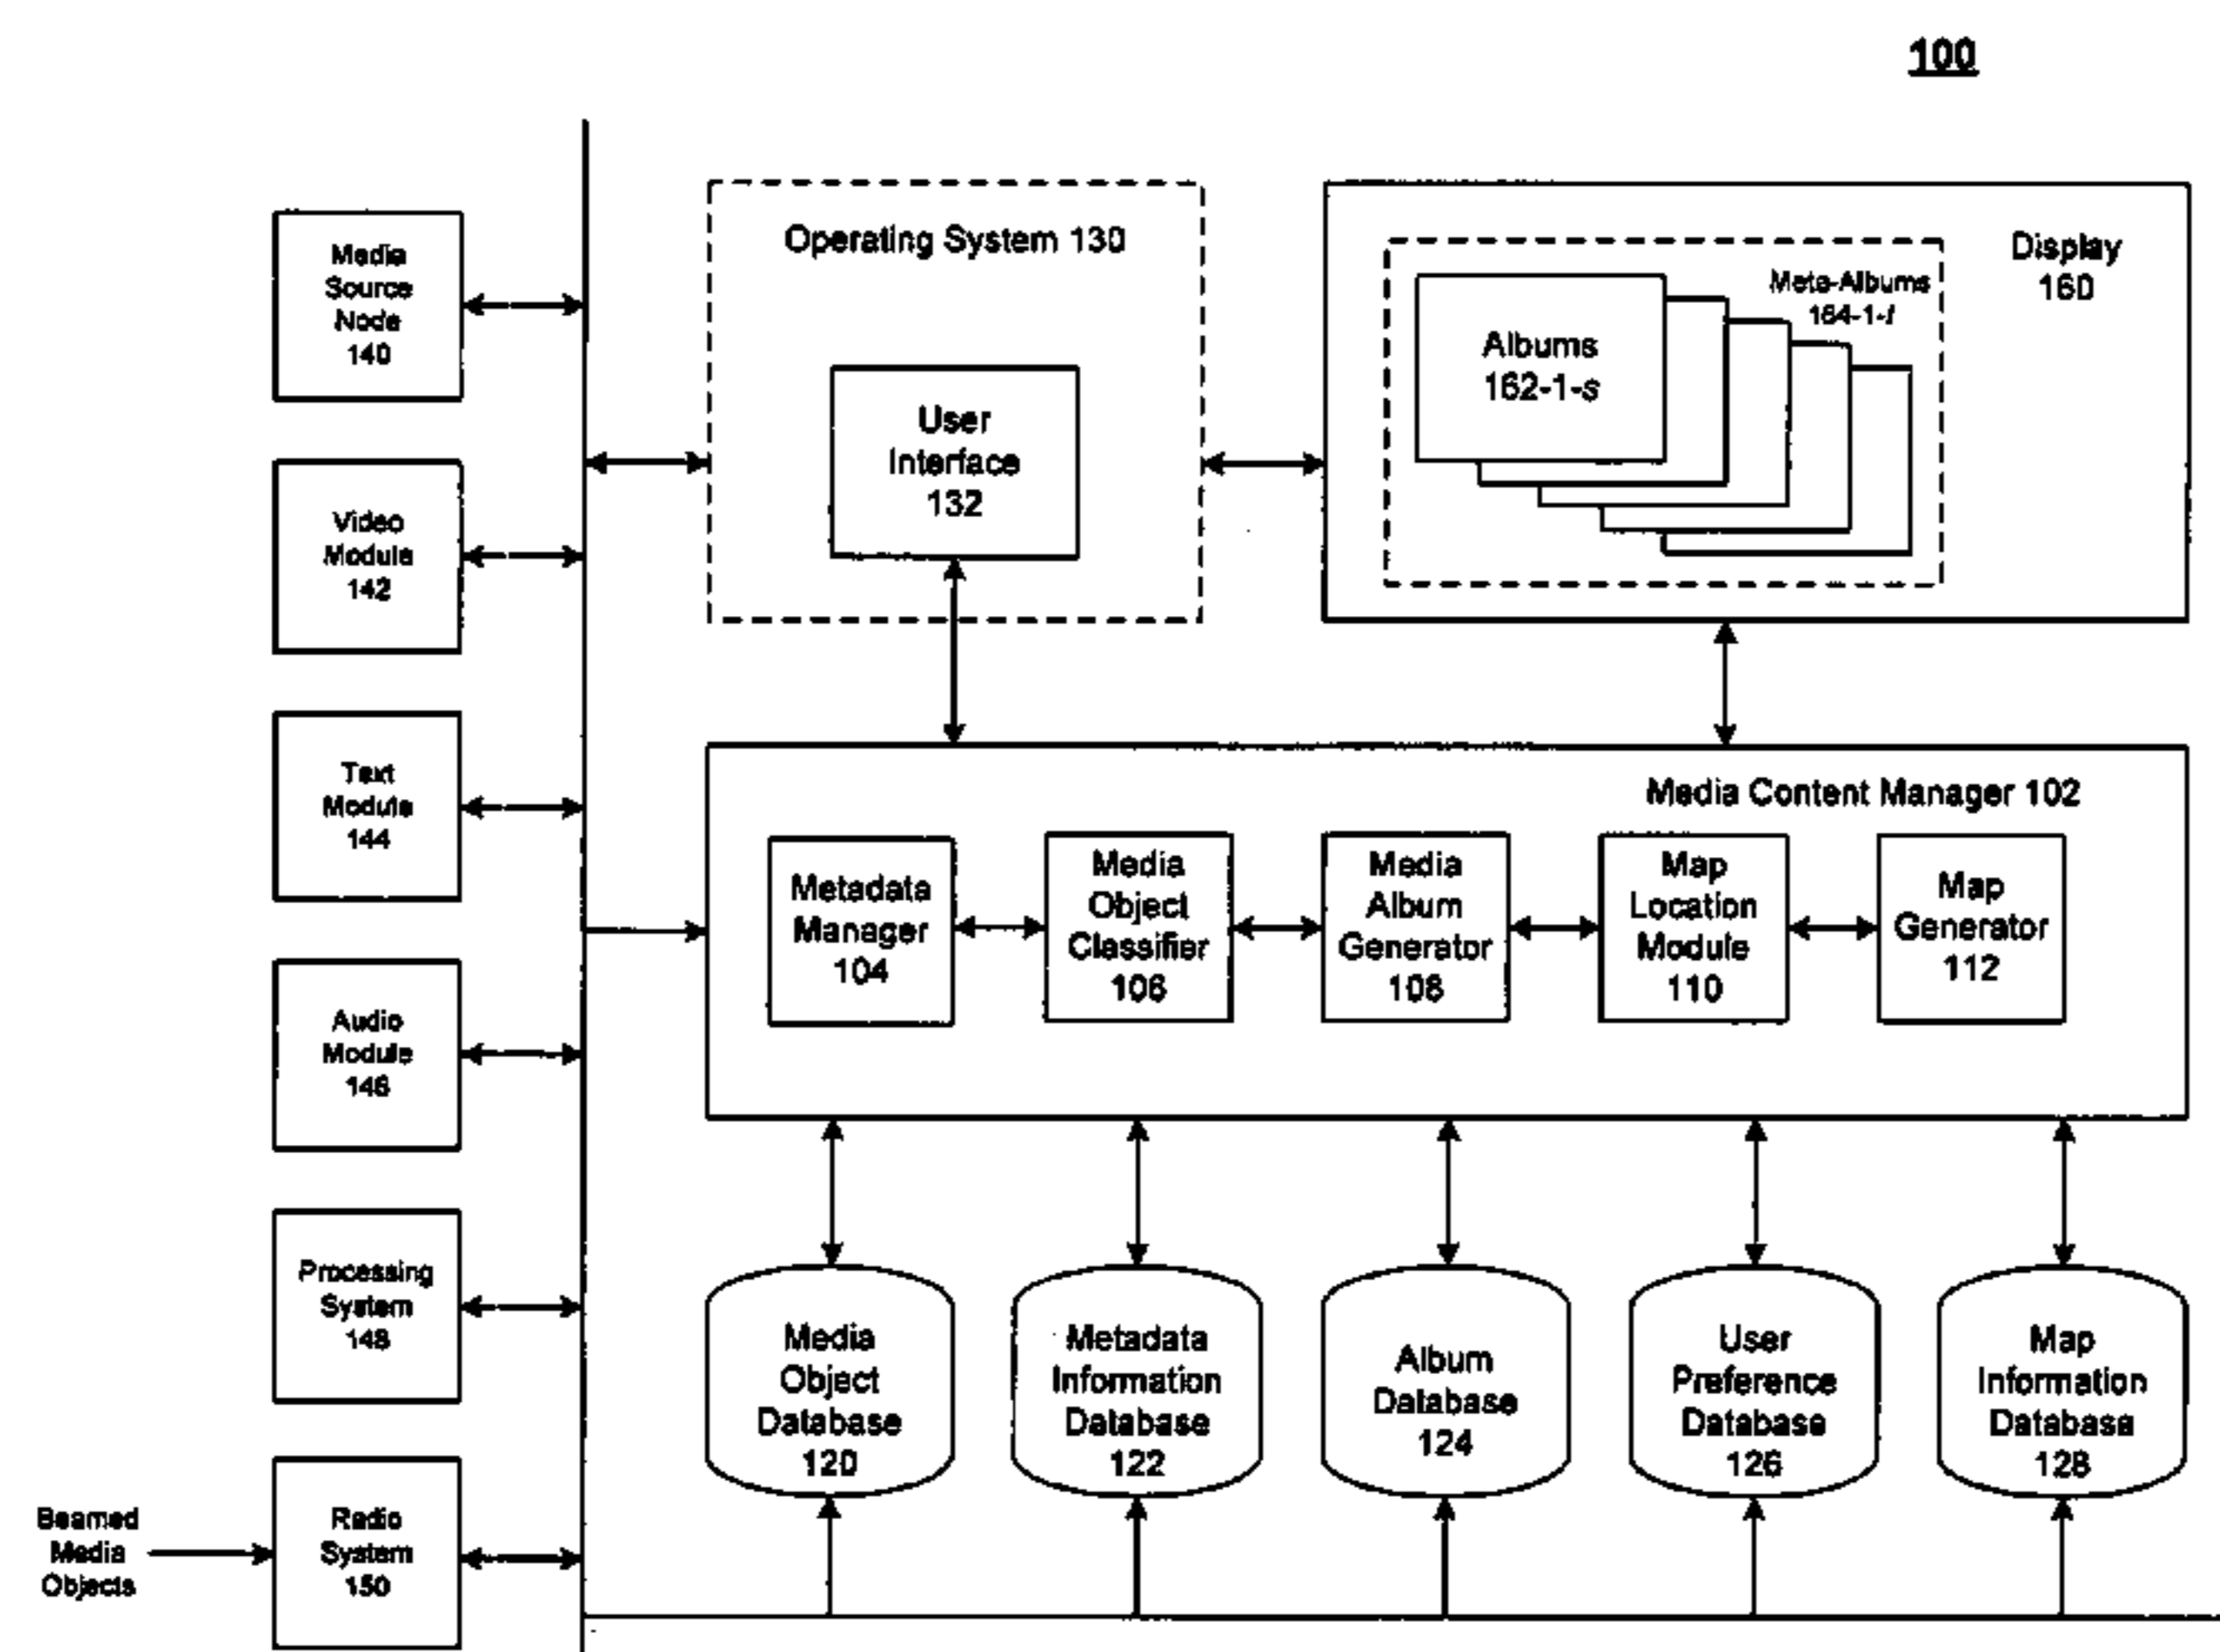 100
Media
Source
Node
140
Video
Module
142
Text
Module
144
Audio
Module
146
Processing
System
148
Beamed
Media
Objects
Radio
System
150
Operating System 130
User
Interface
132
Display
160
Meta-Albums
164-1-t
Albums
162-1-s
Media Content Manager 102
Metadata
Manager
104
Media
Object
Classifier
106
Media
Album
Generator
108
Map
Location
Module
110
Map
Generator
112
Media
Object
Database
120
Metadata
Information
Database
122
Album
Database
124
User
Preference
Database
126
Map
Information
Database
128